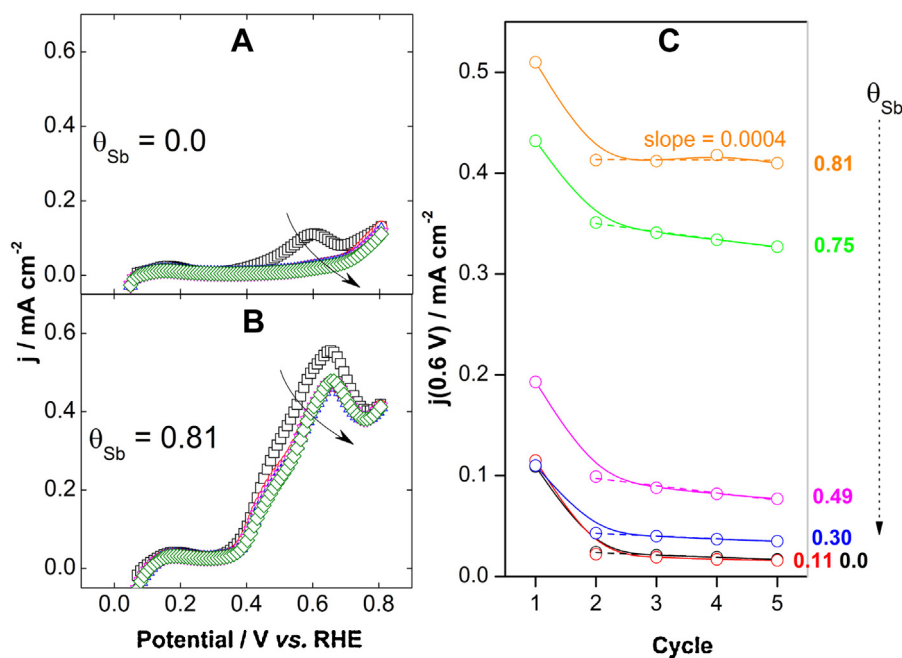 A
0.6
0.4
0.2
0.0
θSb = 0.0
B
0.6
0.4
0.2
0.0
θSb = 0.81
j / mA cm-2
0.0 0.2 0.4 0.6 0.8
Potential / V vs. RHE
C
0.5
0.4
0.3
0.2
0.1
0.0
j(0.6 V) / mA cm-2
slope = 0.0004
θSb
0.81
0.75
0.49
0.30
0.11 0.0
1 2 3 4 5
Cycle